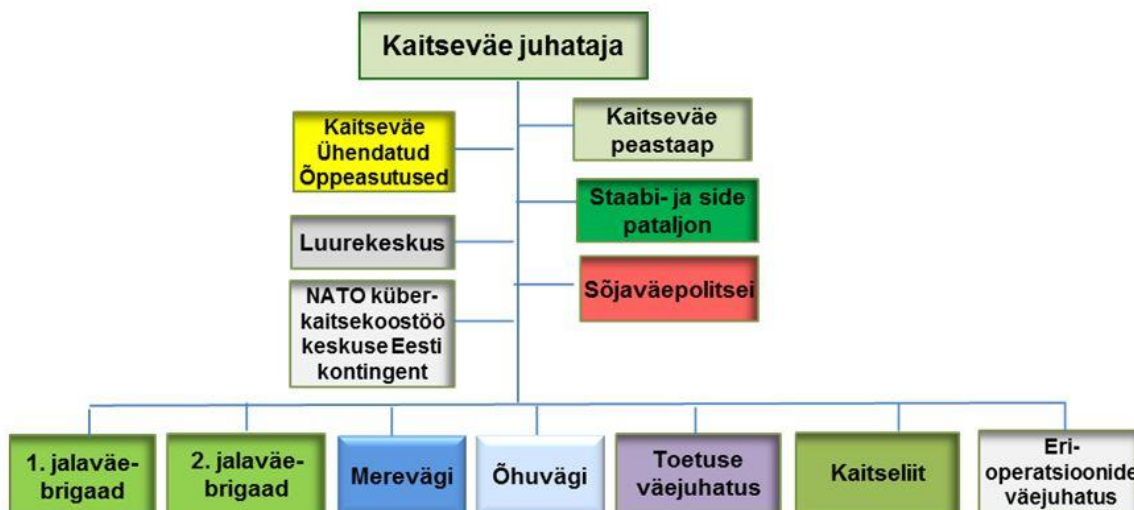 Kaitseväe juhataja
Kaitseväe
Ühendatud
Õppeasutused
Kaitseväe
peastaap
Staabi- ja side
pataljon
Luurekeskus
Sõjaväepolitsei
NATO küber-
kaitsekoostöö
keskuse Eesti
kontingent
1. jalaväe-
brigaad
2. jalaväe-
brigaad
Merevägi
Õhuvägi
Toetuse
väejuhatus
Kaitseliit
Eri-
operatsioonide
väejuhatus